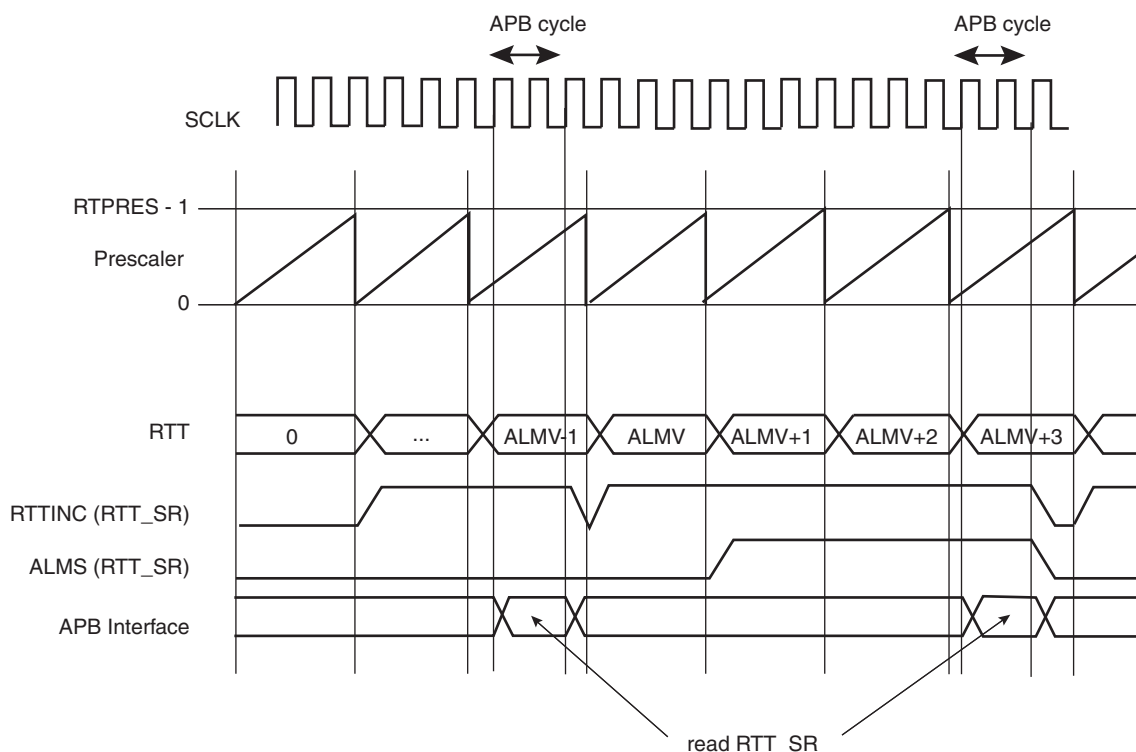 APB cycle
APB cycle
SCLK
RTPRES - 1
Prescaler
0
RTT
0
...
ALMV-1
ALMV
ALMV+1
ALMV+2
ALMV+3
RTTINC (RTT_SR)
ALMS (RTT_SR)
APB Interface
read RTT_SR